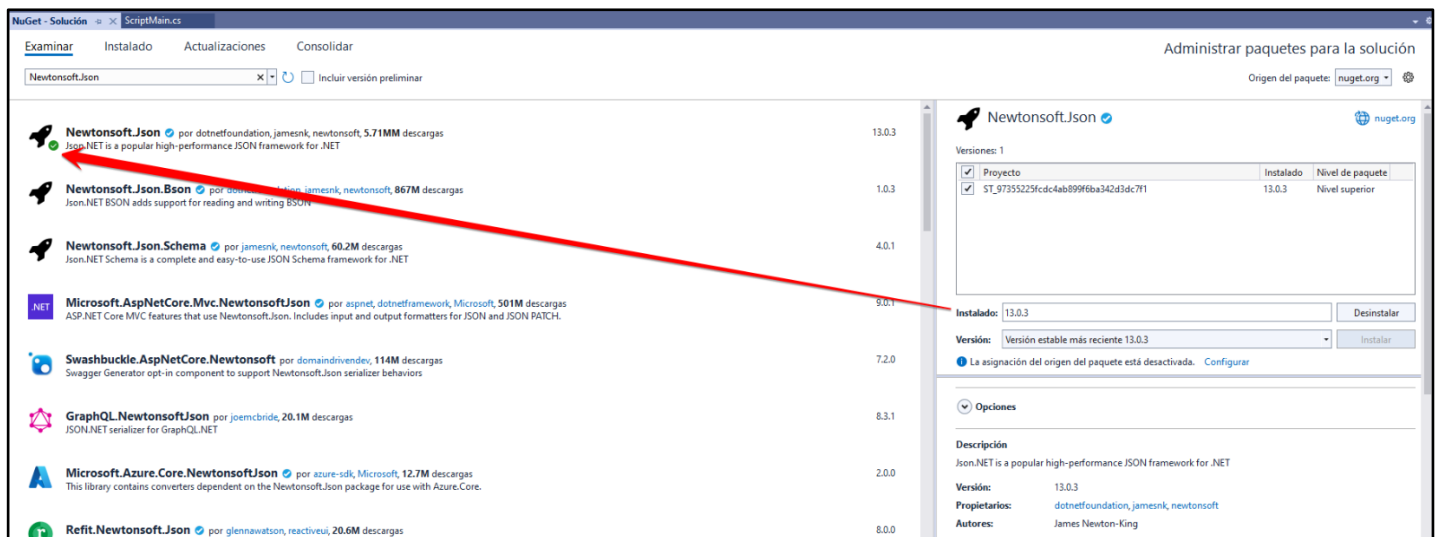 NuGet - Solución
ScriptMain.cs
Examinar Instalado Actualizaciones Consolidar
Administrar paquetes para la solución
Newtonsoft.Json
Incluir versión preliminar
Origen del paquete: nuget.org
Newtonsoft.Json por dotnetfoundation, jamesnk, newtonsoft, 5.71MM descargas
13.0.3
Json.NET is a popular high-performance JSON framework for .NET
Newtonsoft.Json.Bson por dotnetfoundation, jamesnk, newtonsoft, 867M descargas
1.0.3
Json.NET BSON adds support for reading and writing BSON
Newtonsoft.Json.Schema por jamesnk, newtonsoft, 60.2M descargas
4.0.1
Json.NET Schema is a complete and easy-to-use JSON Schema framework for .NET
.NET
Microsoft.AspNetCore.Mvc.NewtonsoftJson por aspnet, dotnetframework, Microsoft, 501M descargas
9.0.1
ASP.NET Core MVC features that use Newtonsoft.Json. Includes input and output formatters for JSON and JSON PATCH.
Swashbuckle.AspNetCore.Newtonsoft por domaindrivendev, 114M descargas
7.2.0
Swagger Generator opt-in component to support Newtonsoft.Json serializer behaviors
GraphQL.NewtonsoftJson por joemcbride, 20.1M descargas
8.3.1
JSON.NET serializer for GraphQL.NET
Microsoft.Azure.Core.NewtonsoftJson por azure-sdk, Microsoft, 12.7M descargas
2.0.0
This library contains converters dependent on the Newtonsoft.Json package for use with Azure.Core.
Refit.Newtonsoft.Json por glennawatson, reactiveui, 20.6M descargas
8.0.0
Newtonsoft.Json
nuget.org
Versiones: 1
Proyecto Instalado Nivel de paquete
ST_97355225fcdc4ab899f6ba342d3dc7f1 13.0.3 Nivel superior
Instalado: 13.0.3 Desinstalar
Versión: Versión estable más reciente 13.0.3 Instalar
La asignación del origen del paquete está desactivada. Configurar
Opciones
Descripción
Json.NET is a popular high-performance JSON framework for .NET
Versión: 13.0.3
Propietarios: dotnetfoundation, jamesnk, newtonsoft
Autores: James Newton-King